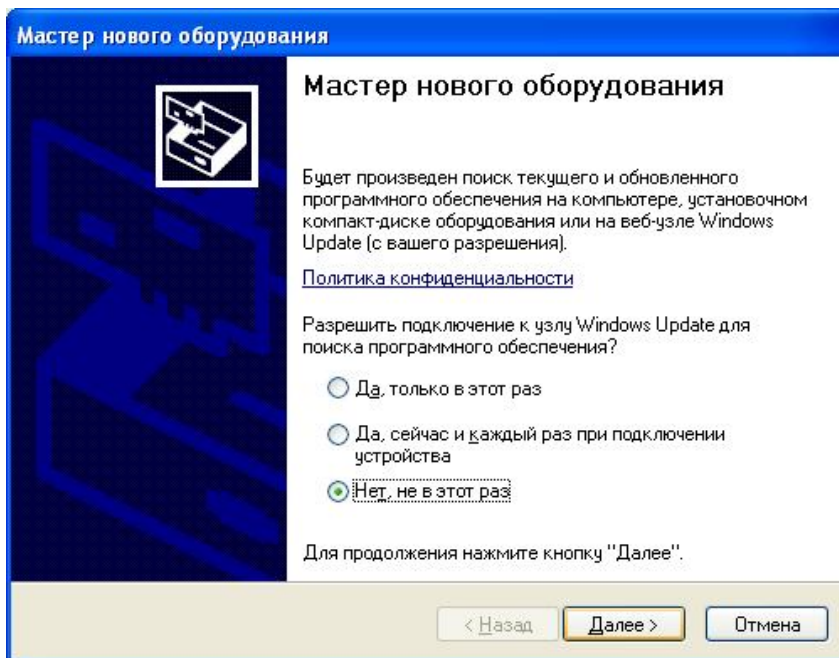 Мастер нового оборудования
Мастер нового оборудования
Будет произведен поиск текущего и обновленного
программного обеспечения на компьютере, установочном
компакт-диске оборудования или на веб-узле Windows
Update (с вашего разрешения).
Политика конфиденциальности
Разрешить подключение к узлу Windows Update для
поиска программного обеспечения?
Да, только в этот раз
Да, сейчас и каждый раз при подключении
устройства
Нет, не в этот раз
Для продолжения нажмите кнопку "Далее".
< Назад Далее > Отмена